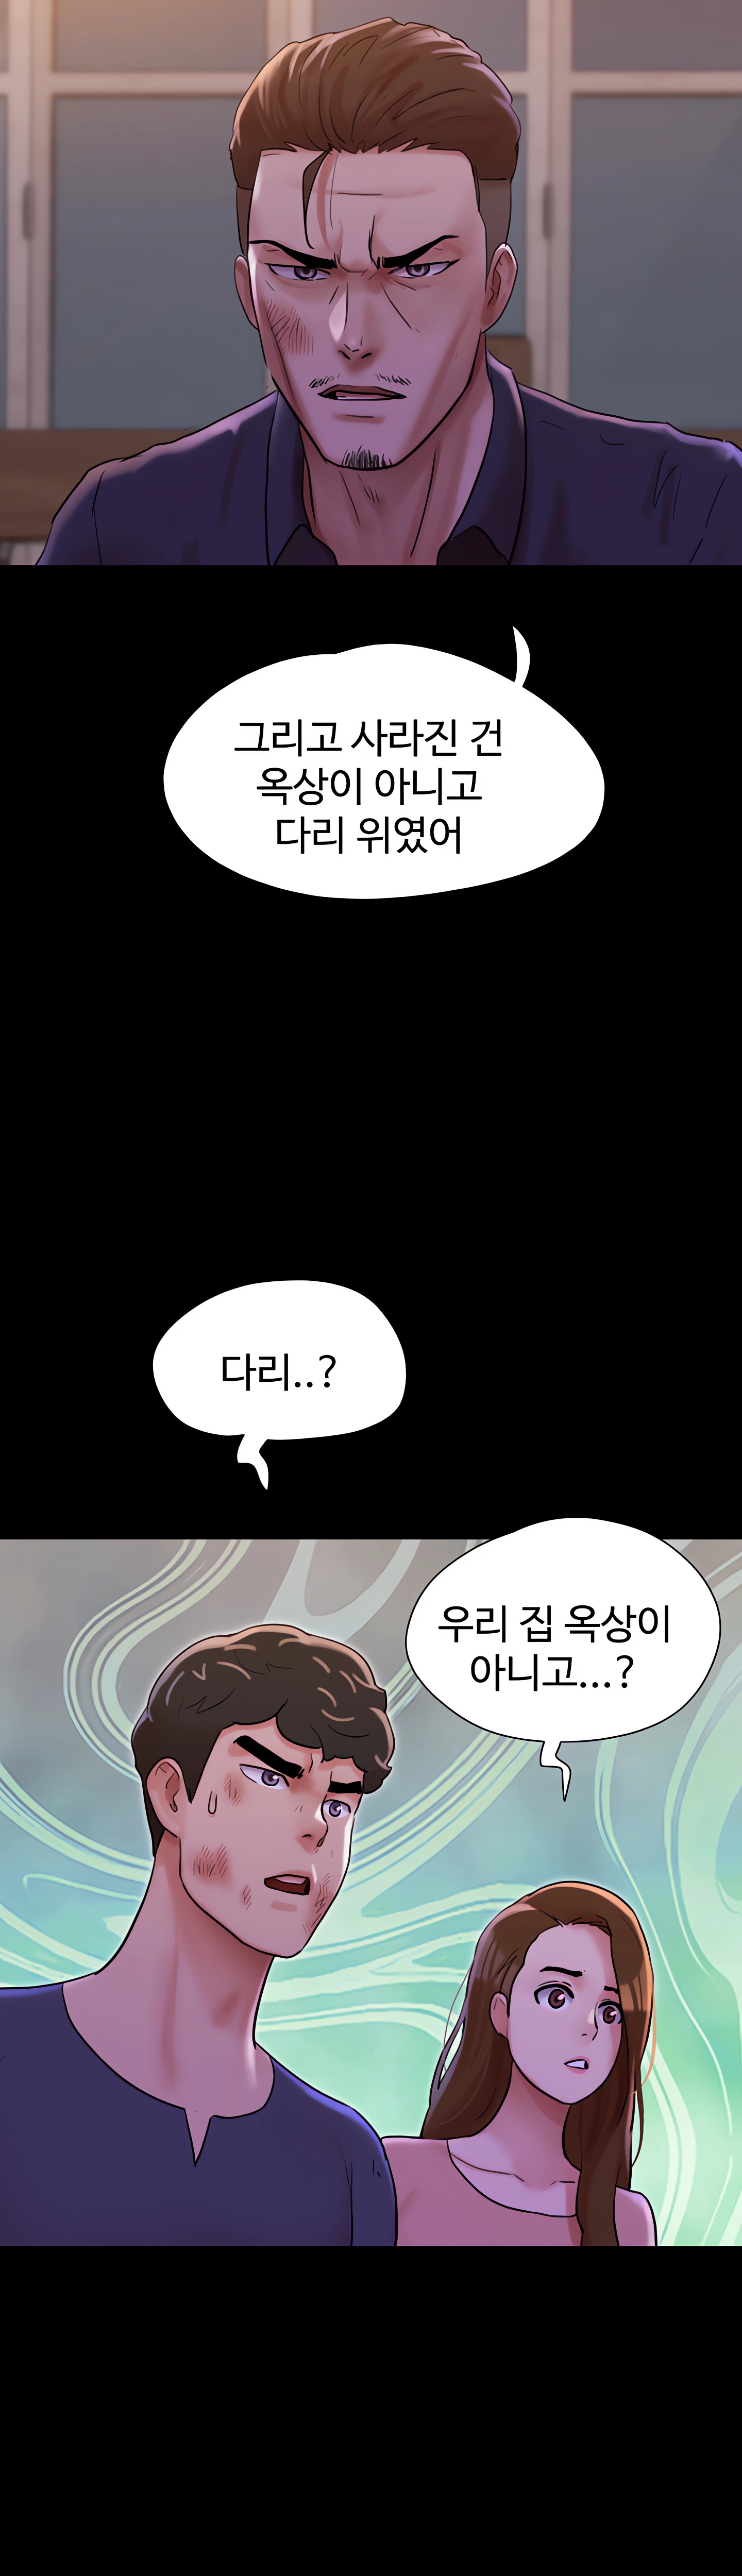 그리고 사라진 건
옥상이 아니고
다리 위였어
다리..?
우리 집 옥상이
아니고...?